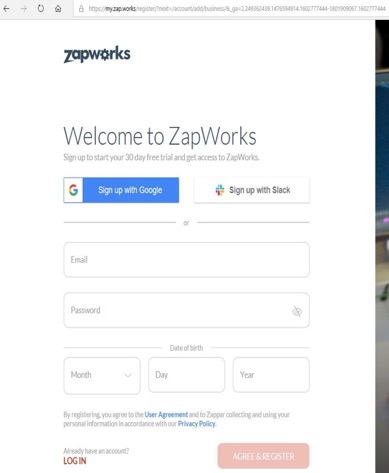 https://my.zap.works/register/?next=/account/add/business/&_ga=2.249362439.1476594914.1602777444-1801909067.1602777444
zapworks
Welcome to ZapWorks
Sign up to start your 30 day free trial and get access to ZapWorks.
G Sign up with Google
Sign up with Slack
or
Email
Password
Date of birth
Month Day Year
By registering, you agree to the User Agreement and to Zapper collecting and using your
personal information in accordance with our Privacy Policy.
Already have an account?
LOG IN
AGREE & REGISTER